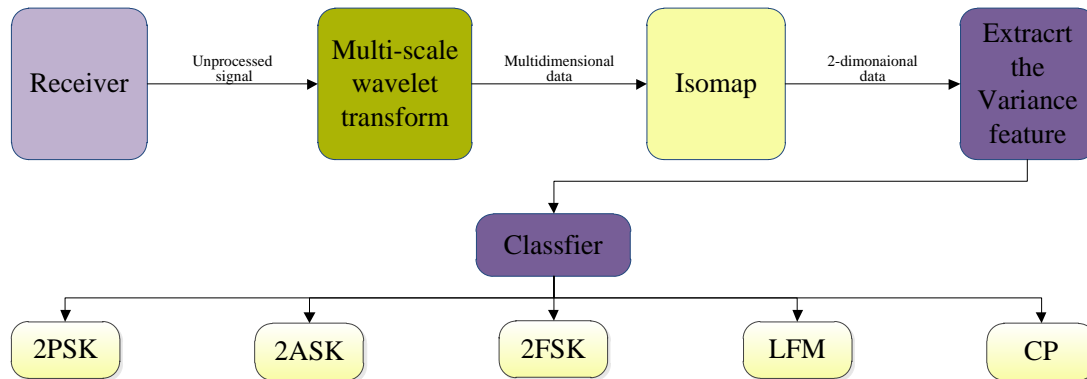 Receiver
Unprocessed
signal
Multi-scale
wavelet
transform
Multidimensional
data
Isomap
2-dimonaional
data
Extracrt
the
Variance
feature
Classfier
2PSK
2ASK
2FSK
LFM
CP